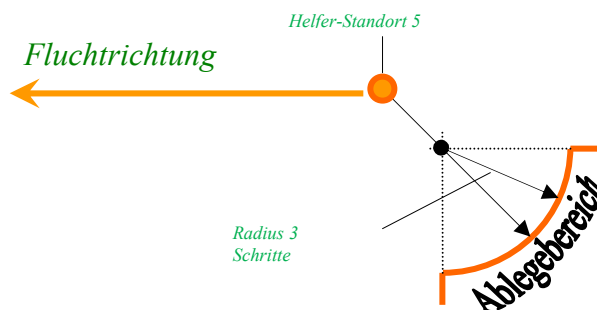 Helfer-Standort 5
Fluchtrichtung
Radius 3
Schritte
Ablegebereich